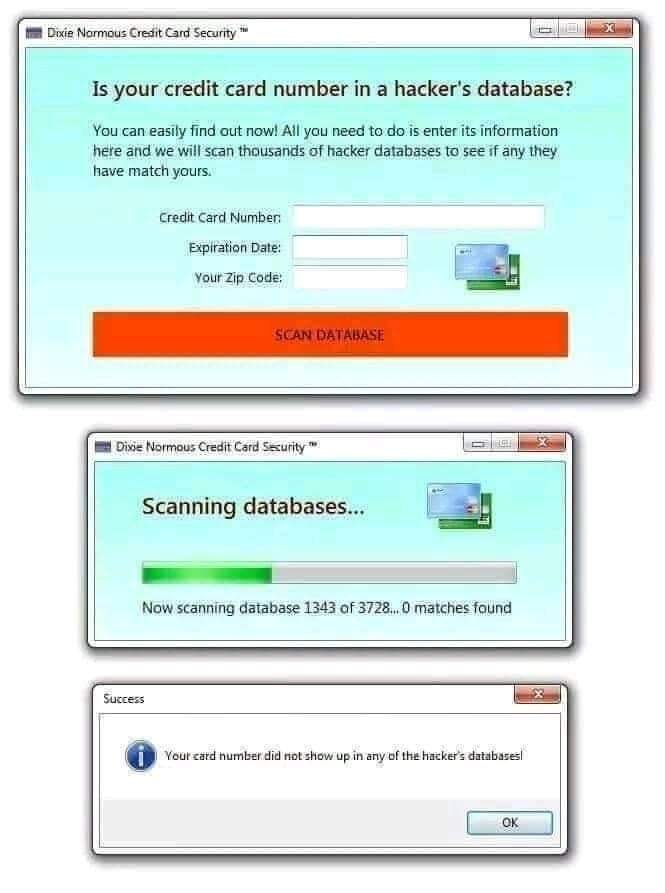 Dixie Normous Credit Card Security ™
Is your credit card number in a hacker's database?
You can easily find out now! All you need to do is enter its information
here and we will scan thousands of hacker databases to see if any they
have match yours.
Credit Card Number:
Expiration Date:
Your Zip Code:
SCAN DATABASE
Dixie Normous Credit Card Security ™
Scanning databases...
Now scanning database 1343 of 3728... 0 matches found
Success
Your card number did not show up in any of the hacker's databases!
OK